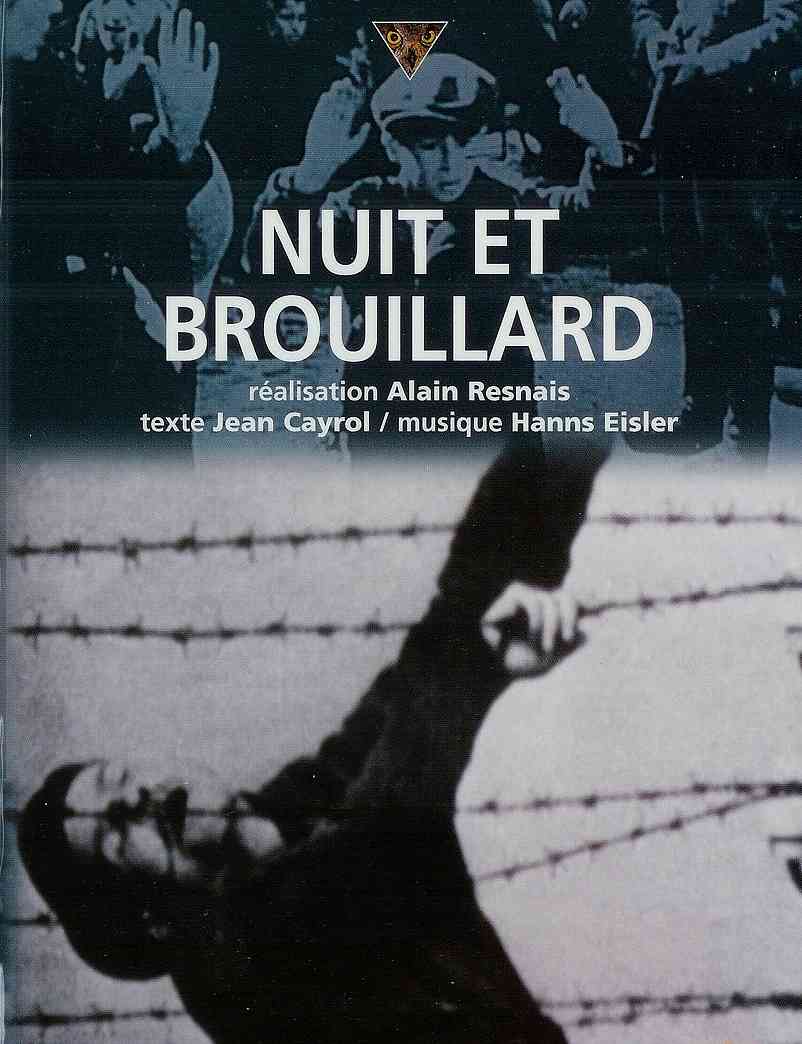 NUIT ET
BROUILLARD
réalisation Alain Resnais
texte Jean Cayrol / musique Hanns Eisler